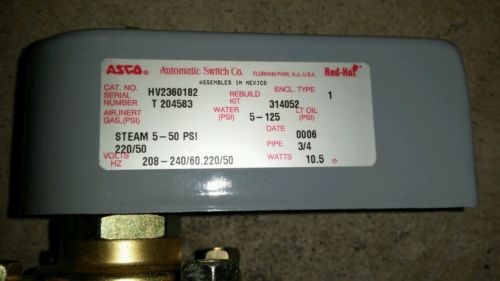 ASCO® Automatic Switch Co. FLORHAM PARK, N.J., U.S.A. Red-Hat
ASSEMBLED IN MEXICO
CAT. NO. HV2360182 REBUILD KIT 314052 ENCL. TYPE 1
SERIAL NUMBER T 204583
AIR, INERT GAS, (PSI) WATER (PSI) 5-125 LT OIL (PSI)
STEAM 5-50 PSI DATE 0006
220/50 PIPE 3/4
VOLTS HZ 208-240/60,220/50 WATTS 10.5